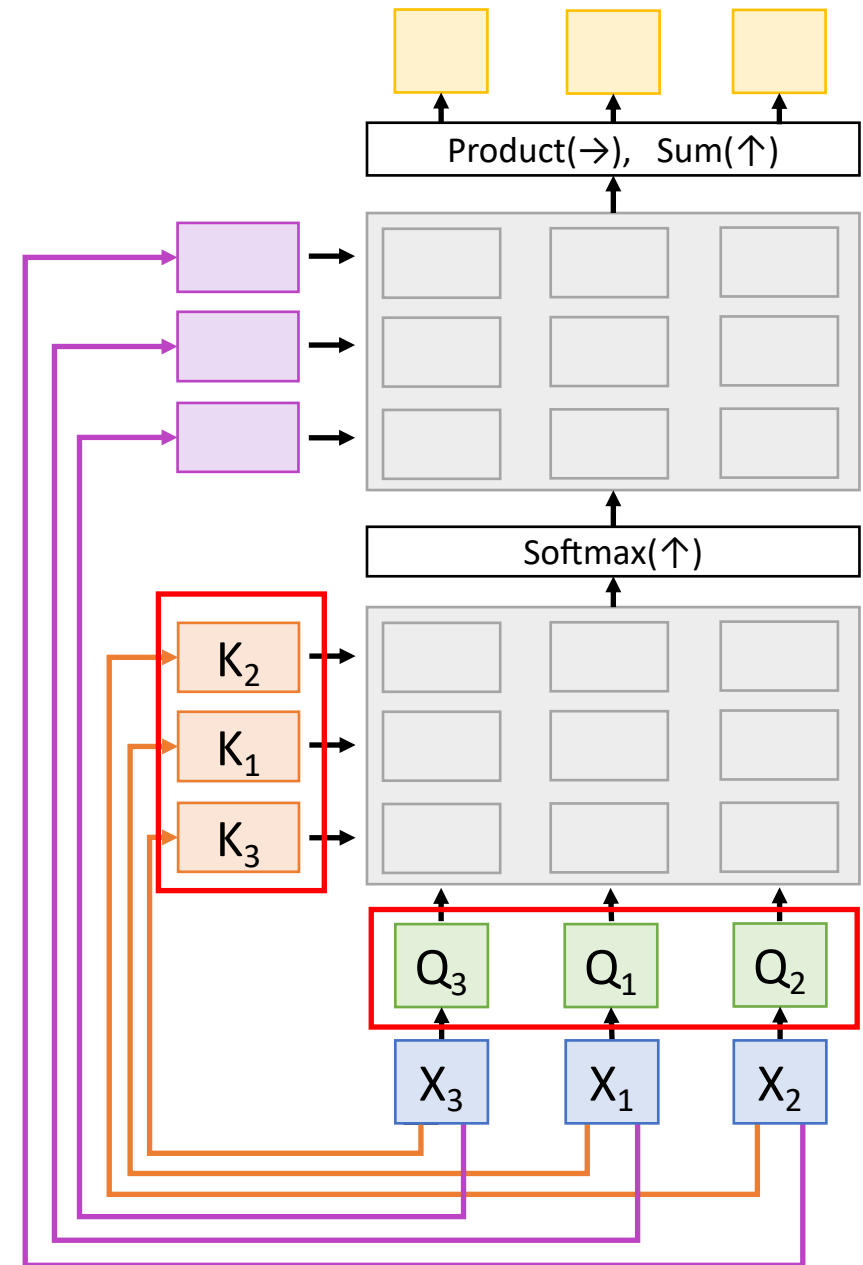 Product(→), Sum(↑)
Softmax(↑)
K₂
K₁
K₃
Q₃ Q₁ Q₂
X₃ X₁ X₂